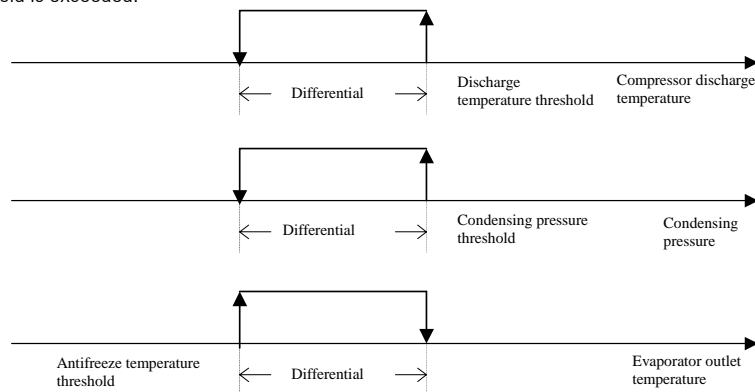 is exceeded.
Differential
Discharge
temperature threshold
Compressor discharge
temperature
Differential
Condensing pressure
threshold
Condensing
pressure
Antifreeze temperature
threshold
Differential
Evaporator outlet
temperature